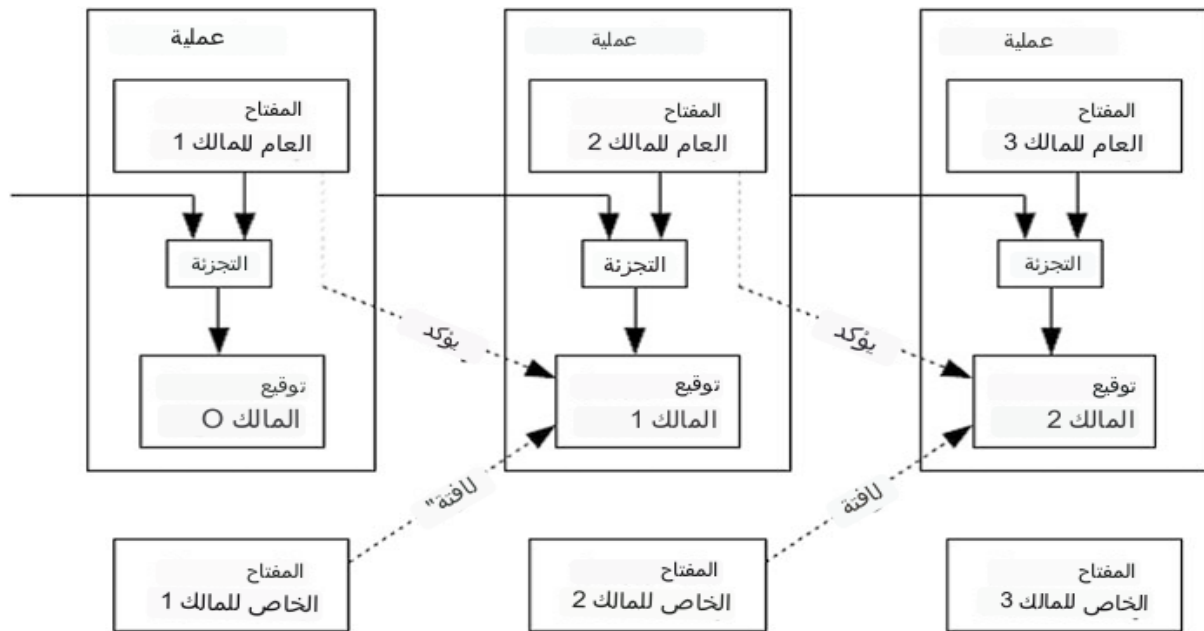 عملية
المفتاح
العام للمالك 1
التجزئة
توقيع
المالك O
عملية
المفتاح
العام للمالك 2
التجزئة
توقيع
المالك 1
عملية
المفتاح
العام للمالك 3
التجزئة
توقيع
المالك 2
يؤكد
يؤكد
لافتة"
لافتة
المفتاح
الخاص للمالك 1
المفتاح
الخاص للمالك 2
المفتاح
الخاص للمالك 3